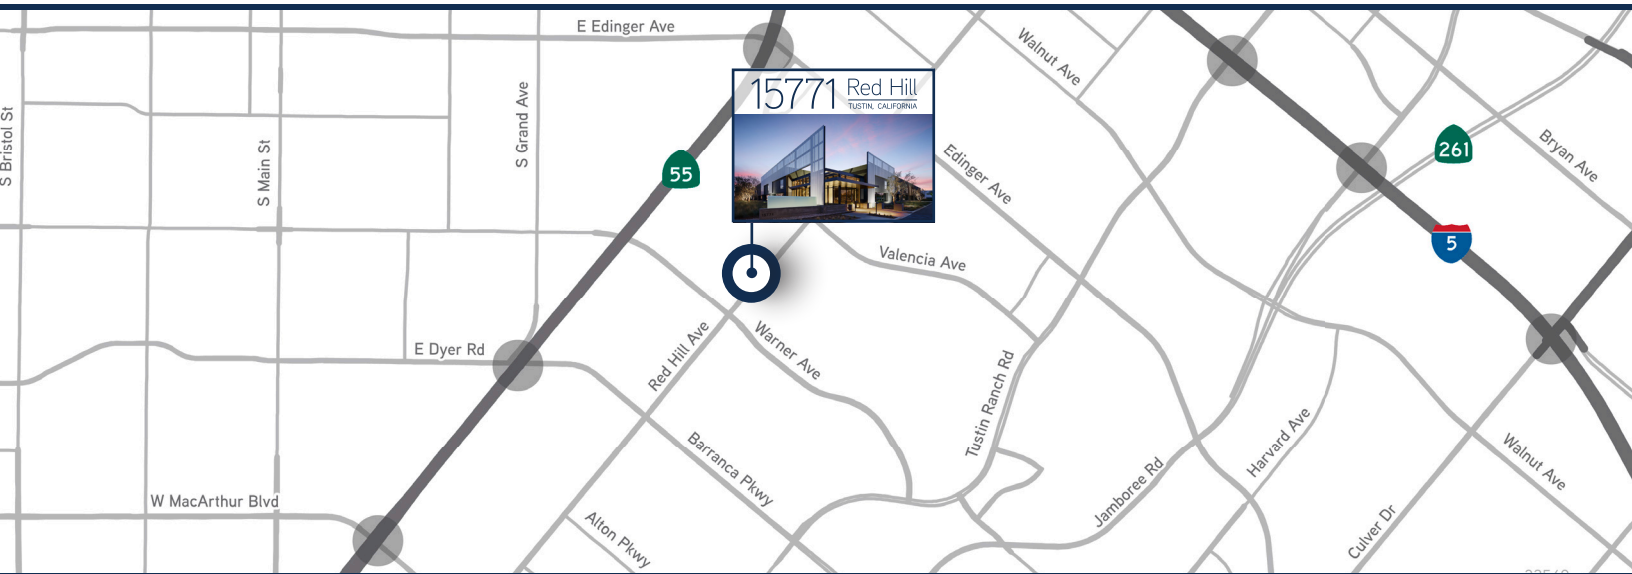 E Edinger Ave
Walnut Ave
15771 Red Hill
TUSTIN, CALIFORNIA
S Bristol St
S Main St
S Grand Ave
55
Edinger Ave
261
Bryan Ave
5
Valencia Ave
E Dyer Rd
Red Hill Ave
Warner Ave
Tustin Ranch Rd
Barranca Pkwy
Harvard Ave
Walnut Ave
Jamboree Rd
W MacArthur Blvd
Alton Pkwy
Culver Dr